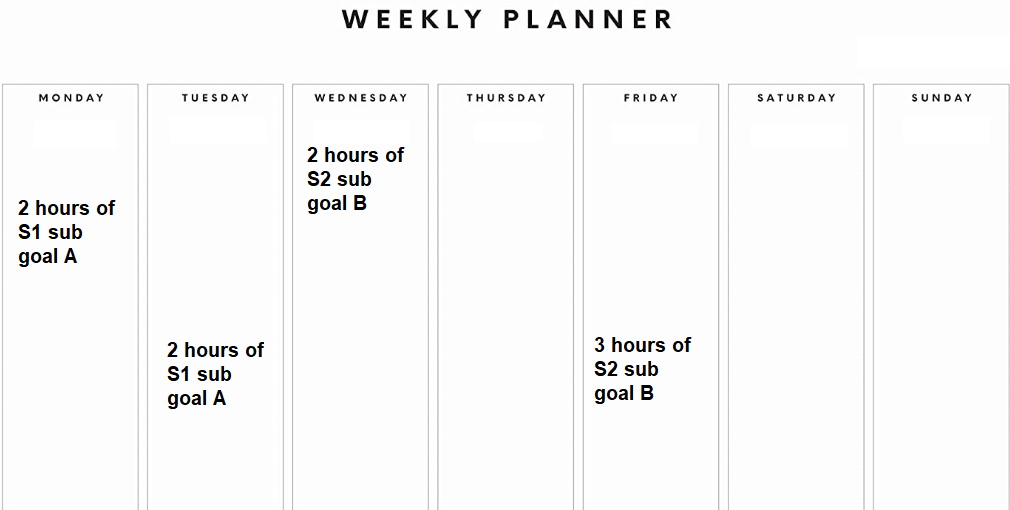 WEEKLY PLANNER
MONDAY
TUESDAY
WEDNESDAY
THURSDAY
FRIDAY
SATURDAY
SUNDAY
2 hours of
S1 sub
goal A
2 hours of
S1 sub
goal A
2 hours of
S2 sub
goal B
3 hours of
S2 sub
goal B